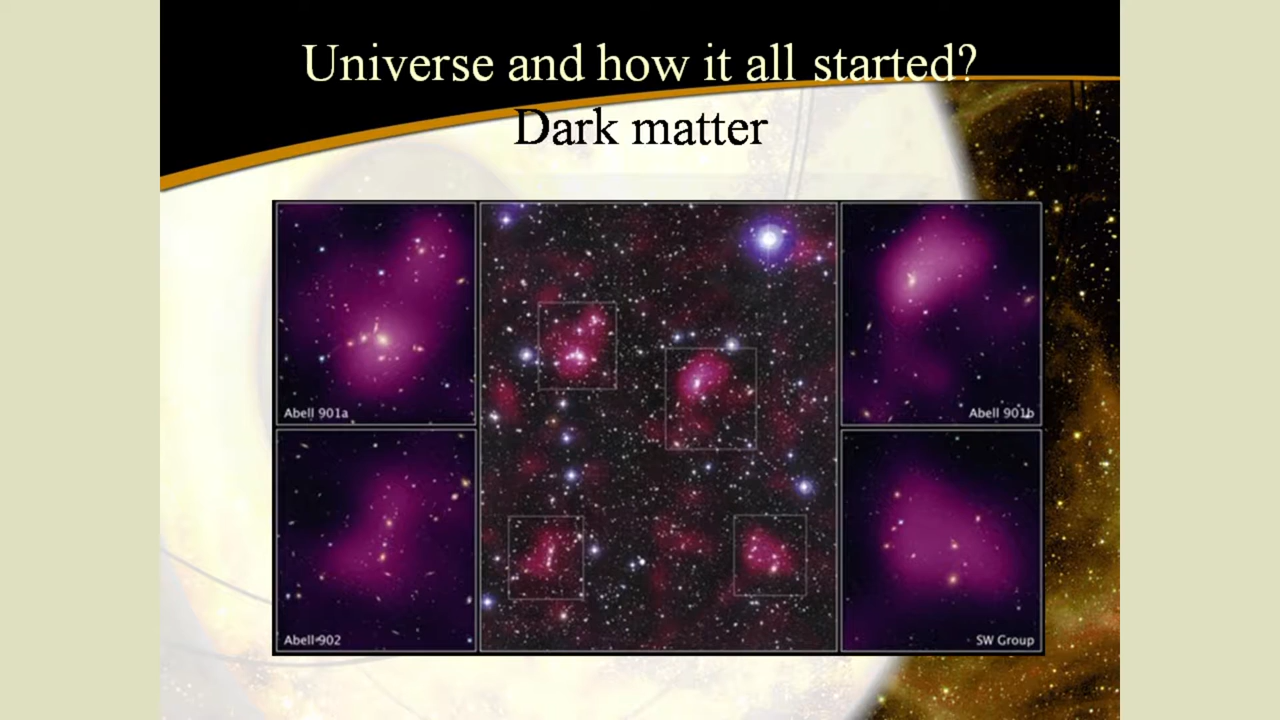 Universe and how it all started?
Dark matter
Abell 901a
Abell 901b
Abell 902
SW Group